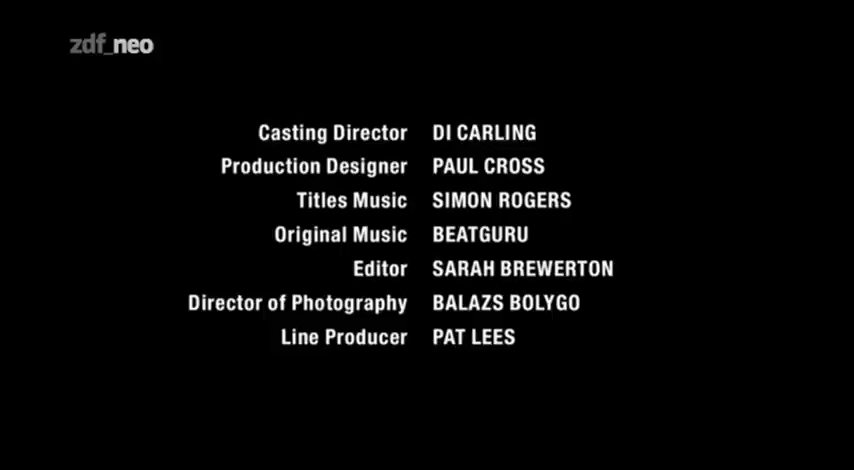 zdf_neo
Casting Director DI CARLING
Production Designer PAUL CROSS
Titles Music SIMON ROGERS
Original Music BEATGURU
Editor SARAH BREWERTON
Director of Photography BALAZS BOLYGO
Line Producer PAT LEES